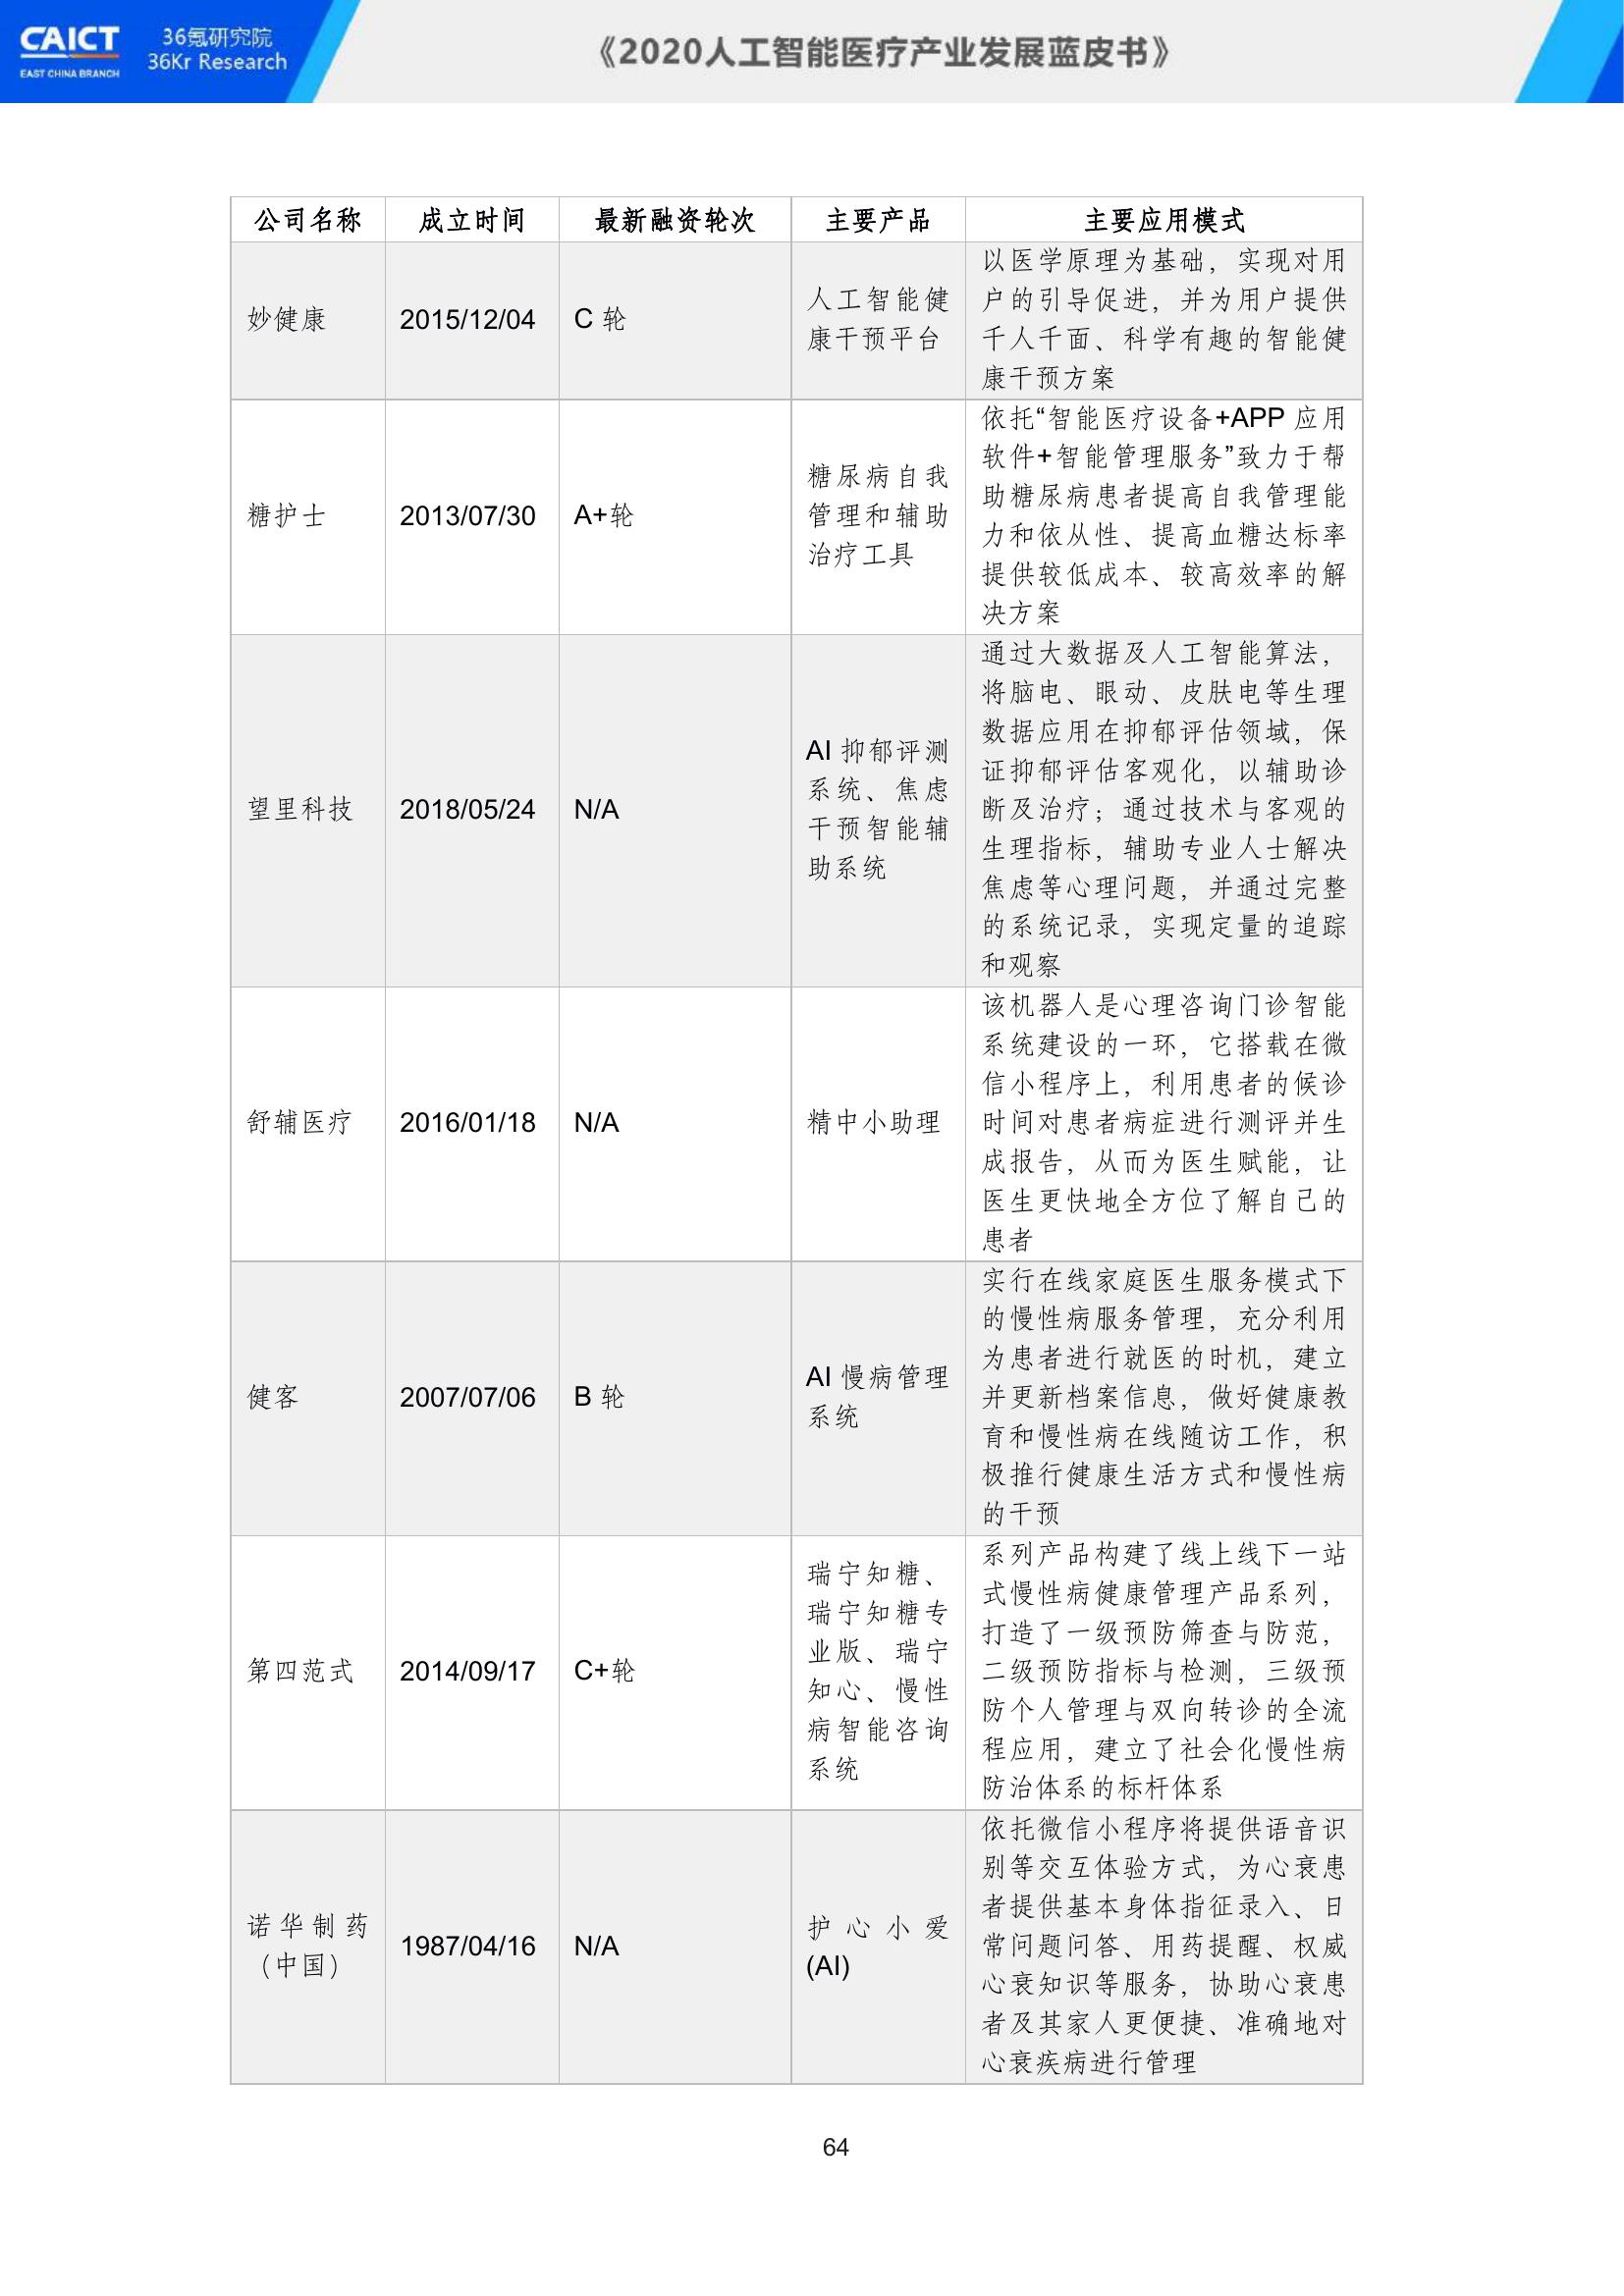 CAICT
EAST CHINA BRANCH
36氪研究院
36Kr Research
《2020人工智能医疗产业发展蓝皮书》
公司名称 成立时间 最新融资轮次 主要产品 主要应用模式
妙健康
2015/12/04
C 轮
人工智能健
康干预平台
以医学原理为基础，实现对用
户的引导促进，并为用户提供
千人千面、科学有趣的智能健
康干预方案
糖护士
2013/07/30
A+轮
糖尿病自我
管理和辅助
治疗工具
依托“智能医疗设备+APP 应用
软件+智能管理服务”致力于帮
助糖尿病患者提高自我管理能
力和依从性、提高血糖达标率
提供较低成本、较高效率的解
决方案
望里科技
2018/05/24
N/A
AI 抑郁评测
系统、焦虑
干预智能辅
助系统
通过大数据及人工智能算法，
将脑电、眼动、皮肤电等生理
数据应用在抑郁评估领域，保
证抑郁评估客观化，以辅助诊
断及治疗；通过技术与客观的
生理指标，辅助专业人士解决
焦虑等心理问题，并通过完整
的系统记录，实现定量的追踪
和观察
舒辅医疗
2016/01/18
N/A
精中小助理
该机器人是心理咨询门诊智能
系统建设的一环，它搭载在微
信小程序上，利用患者的候诊
时间对患者病症进行测评并生
成报告，从而为医生赋能，让
医生更快地全方位了解自己的
患者
健客
2007/07/06
B 轮
AI 慢病管理
系统
实行在线家庭医生服务模式下
的慢性病服务管理，充分利用
为患者进行就医的时机，建立
并更新档案信息，做好健康教
育和慢性病在线随访工作，积
极推行健康生活方式和慢性病
的干预
第四范式
2014/09/17
C+轮
瑞宁知糖、
瑞宁知糖专
业版、瑞宁
知心、慢性
病智能咨询
系统
系列产品构建了线上线下一站
式慢性病健康管理产品系列，
打造了一级预防筛查与防范，
二级预防指标与检测，三级预
防个人管理与双向转诊的全流
程应用，建立了社会化慢性病
防治体系的标杆体系
诺华制药
（中国）
1987/04/16
N/A
护心小爱
(AI)
依托微信小程序将提供语音识
别等交互体验方式，为心衰患
者提供基本身体指征录入、日
常问题问答、用药提醒、权威
心衰知识等服务，协助心衰患
者及其家人更便捷、准确地对
心衰疾病进行管理
64